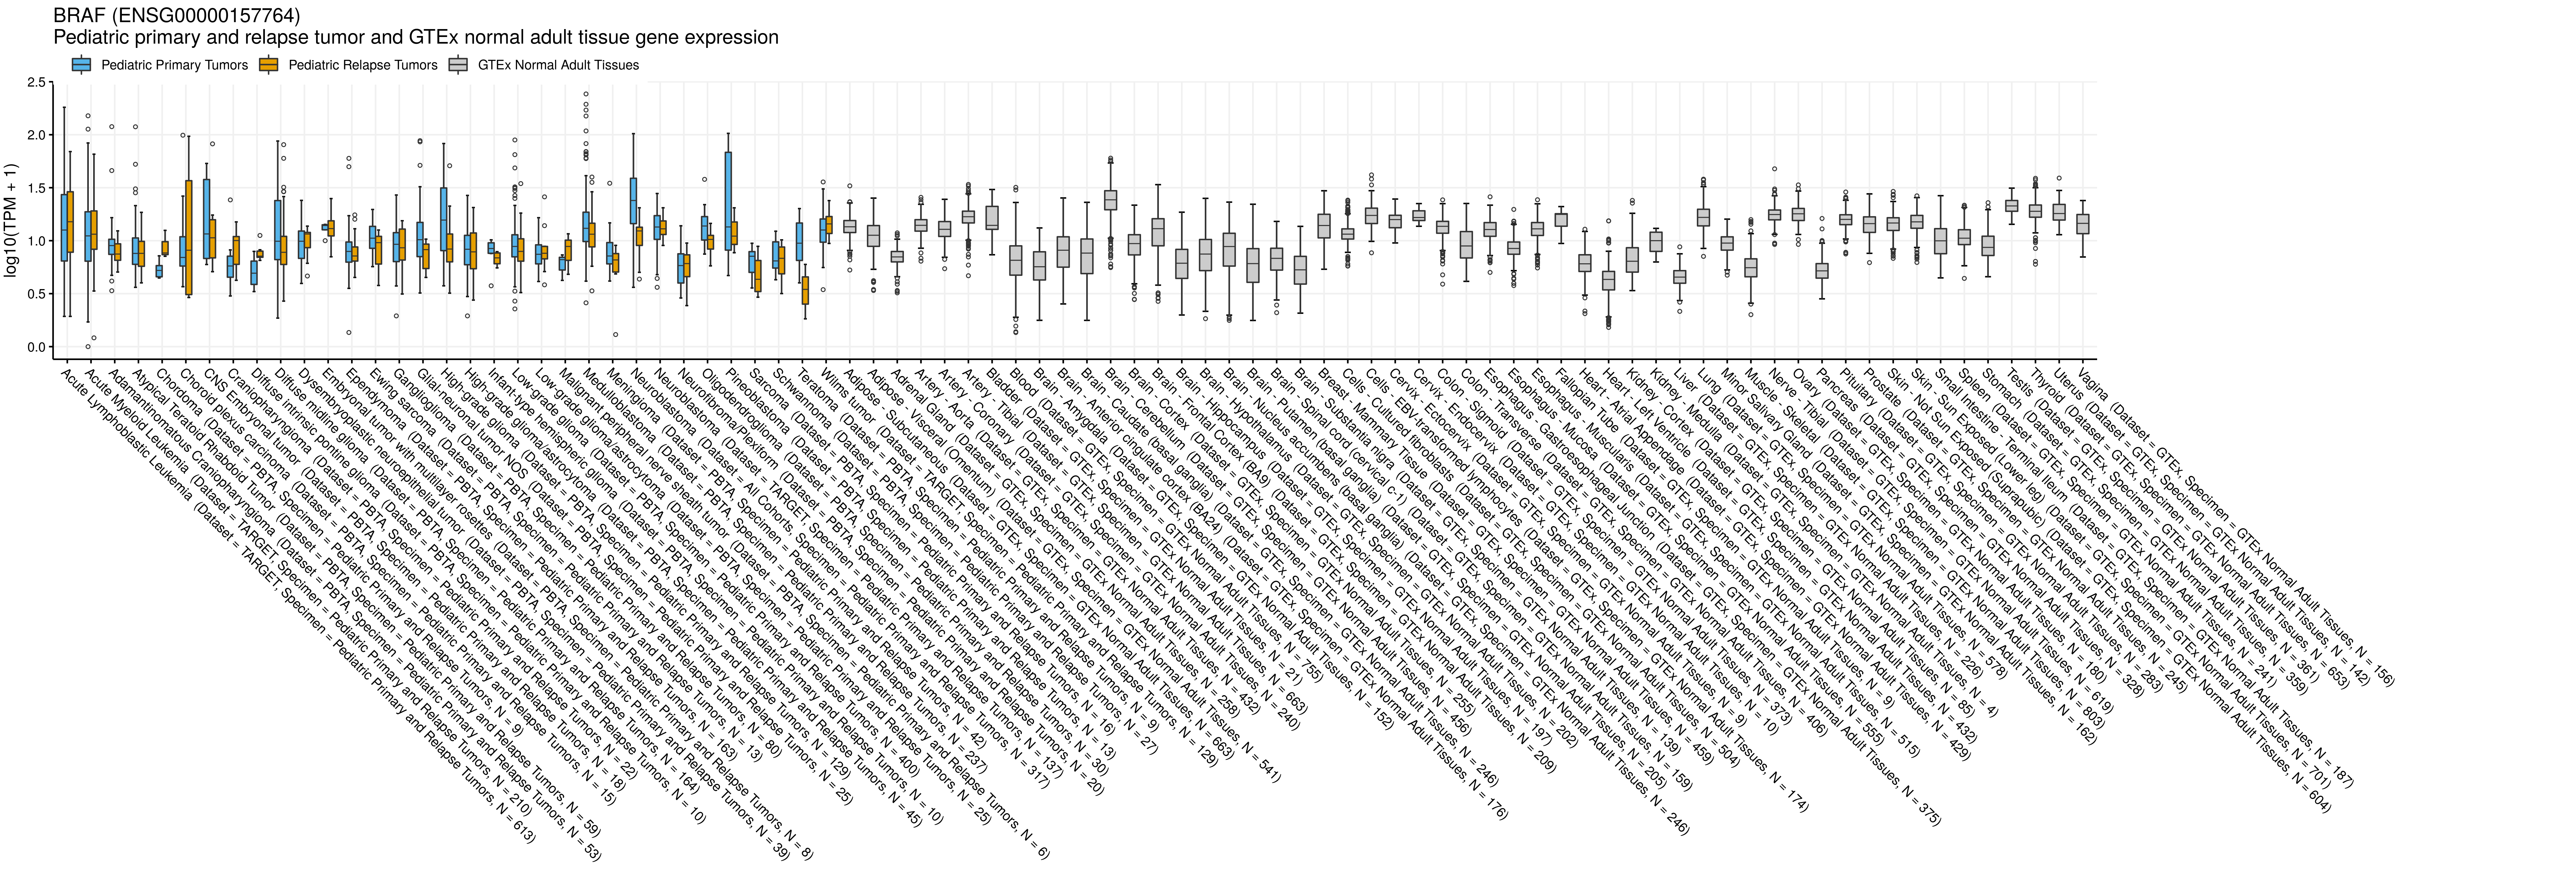 BRAF (ENSG00000157764)
Pediatric primary and relapse tumor and GTEx normal adult tissue gene expression
Pediatric Primary Tumors
Pediatric Relapse Tumors
GTEx Normal Adult Tissues
log10(TPM + 1)
2.5
2.0
1.5
1.0
0.5
0.0
Acute Lymphoblastic Leukemia (Dataset = TARGET, Specimen = Pediatric Primary and Relapse Tumors, N = 613)
Acute Myeloid Leukemia (Dataset = TARGET, Specimen = Pediatric Primary and Relapse Tumors, N = 210)
Adamantinomatous Craniopharyngioma (Dataset = PBTA, Specimen = Pediatric Primary and Relapse Tumors, N = 53)
Atypical Teratoid Rhabdoid Tumor (Dataset = PBTA, Specimen = Pediatric Primary and Relapse Tumors, N = 59)
Chordoma (Dataset = PBTA, Specimen = Pediatric Primary and Relapse Tumors, N = 9)
Choroid plexus carcinoma (Dataset = PBTA, Specimen = Pediatric Primary and Relapse Tumors, N = 15)
CNS Embryonal tumor (Dataset = PBTA, Specimen = Pediatric Primary and Relapse Tumors, N = 18)
Craniopharyngioma (Dataset = PBTA, Specimen = Pediatric Primary and Relapse Tumors, N = 22)
Diffuse intrinsic pontine glioma (Dataset = PBTA, Specimen = Pediatric Primary and Relapse Tumors, N = 10)
Diffuse midline glioma (Dataset = PBTA, Specimen = Pediatric Primary and Relapse Tumors, N = 164)
Dysembryoplastic neuroepithelial tumor (Dataset = PBTA, Specimen = Pediatric Primary and Relapse Tumors, N = 39)
Embryonal tumor with multilayer rosettes (Dataset = PBTA, Specimen = Pediatric Primary and Relapse Tumors, N = 8)
Ependymoma (Dataset = PBTA, Specimen = Pediatric Primary and Relapse Tumors, N = 163)
Ewing sarcoma (Dataset = PBTA, Specimen = Pediatric Primary and Relapse Tumors, N = 13)
Ganglioglioma (Dataset = PBTA, Specimen = Pediatric Primary and Relapse Tumors, N = 80)
Glial-neuronal tumor NOS (Dataset = PBTA, Specimen = Pediatric Primary and Relapse Tumors, N = 25)
High-grade glioma (Dataset = PBTA, Specimen = Pediatric Primary and Relapse Tumors, N = 129)
High-grade glioma/astrocytoma (Dataset = PBTA, Specimen = Pediatric Primary and Relapse Tumors, N = 45)
Infant-type hemispheric glioma (Dataset = PBTA, Specimen = Pediatric Primary and Relapse Tumors, N = 10)
Low-grade glioma (Dataset = PBTA, Specimen = Pediatric Primary and Relapse Tumors, N = 400)
Low-grade glioma/astrocytoma (Dataset = PBTA, Specimen = Pediatric Primary and Relapse Tumors, N = 25)
Malignant peripheral nerve sheath tumor (Dataset = PBTA, Specimen = Pediatric Primary and Relapse Tumors, N = 6)
Medulloblastoma (Dataset = PBTA, Specimen = Pediatric Primary and Relapse Tumors, N = 237)
Meningioma (Dataset = PBTA, Specimen = Pediatric Primary and Relapse Tumors, N = 42)
Neuroblastoma (Dataset = All Cohorts, Specimen = Pediatric Primary and Relapse Tumors, N = 317)
Neuroblastoma (Dataset = TARGET, Specimen = Pediatric Primary and Relapse Tumors, N = 137)
Neurofibroma/Plexiform (Dataset = PBTA, Specimen = Pediatric Primary and Relapse Tumors, N = 20)
Oligodendroglioma (Dataset = PBTA, Specimen = Pediatric Primary and Relapse Tumors, N = 30)
Pineoblastoma (Dataset = PBTA, Specimen = Pediatric Primary and Relapse Tumors, N = 13)
Sarcoma (Dataset = PBTA, Specimen = Pediatric Primary and Relapse Tumors, N = 16)
Schwannoma (Dataset = PBTA, Specimen = Pediatric Primary and Relapse Tumors, N = 27)
Teratoma (Dataset = PBTA, Specimen = Pediatric Primary and Relapse Tumors, N = 9)
Wilms tumor (Dataset = TARGET, Specimen = Pediatric Primary and Relapse Tumors, N = 129)
Adipose - Subcutaneous (Dataset = GTEx, Specimen = GTEx Normal Adult Tissues, N = 663)
Adipose - Visceral (Omentum) (Dataset = GTEx, Specimen = GTEx Normal Adult Tissues, N = 541)
Adrenal Gland (Dataset = GTEx, Specimen = GTEx Normal Adult Tissues, N = 258)
Artery - Aorta (Dataset = GTEx, Specimen = GTEx Normal Adult Tissues, N = 432)
Artery - Coronary (Dataset = GTEx, Specimen = GTEx Normal Adult Tissues, N = 240)
Artery - Tibial (Dataset = GTEx, Specimen = GTEx Normal Adult Tissues, N = 663)
Bladder (Dataset = GTEx, Specimen = GTEx Normal Adult Tissues, N = 21)
Blood (Dataset = GTEx, Specimen = GTEx Normal Adult Tissues, N = 755)
Brain - Amygdala (Dataset = GTEx, Specimen = GTEx Normal Adult Tissues, N = 152)
Brain - Anterior cingulate cortex (BA24) (Dataset = GTEx, Specimen = GTEx Normal Adult Tissues, N = 176)
Brain - Caudate (basal ganglia) (Dataset = GTEx, Specimen = GTEx Normal Adult Tissues, N = 246)
Brain - Cerebellum (Dataset = GTEx, Specimen = GTEx Normal Adult Tissues, N = 456)
Brain - Cortex (Dataset = GTEx, Specimen = GTEx Normal Adult Tissues, N = 255)
Brain - Frontal Cortex (BA9) (Dataset = GTEx, Specimen = GTEx Normal Adult Tissues, N = 209)
Brain - Hippocampus (Dataset = GTEx, Specimen = GTEx Normal Adult Tissues, N = 197)
Brain - Hypothalamus (Dataset = GTEx, Specimen = GTEx Normal Adult Tissues, N = 202)
Brain - Nucleus accumbens (basal ganglia) (Dataset = GTEx, Specimen = GTEx Normal Adult Tissues, N = 246)
Brain - Putamen (basal ganglia) (Dataset = GTEx, Specimen = GTEx Normal Adult Tissues, N = 205)
Brain - Spinal cord (cervical c-1) (Dataset = GTEx, Specimen = GTEx Normal Adult Tissues, N = 159)
Brain - Substantia nigra (Dataset = GTEx, Specimen = GTEx Normal Adult Tissues, N = 139)
Breast - Mammary Tissue (Dataset = GTEx, Specimen = GTEx Normal Adult Tissues, N = 459)
Cells - Cultured fibroblasts (Dataset = GTEx, Specimen = GTEx Normal Adult Tissues, N = 504)
Cells - EBV-transformed lymphocytes (Dataset = GTEx, Specimen = GTEx Normal Adult Tissues, N = 174)
Cervix - Ectocervix (Dataset = GTEx, Specimen = GTEx Normal Adult Tissues, N = 9)
Cervix - Endocervix (Dataset = GTEx, Specimen = GTEx Normal Adult Tissues, N = 10)
Colon - Sigmoid (Dataset = GTEx, Specimen = GTEx Normal Adult Tissues, N = 373)
Colon - Transverse (Dataset = GTEx, Specimen = GTEx Normal Adult Tissues, N = 406)
Esophagus - Gastroesophageal Junction (Dataset = GTEx, Specimen = GTEx Normal Adult Tissues, N = 375)
Esophagus - Mucosa (Dataset = GTEx, Specimen = GTEx Normal Adult Tissues, N = 555)
Esophagus - Muscularis (Dataset = GTEx, Specimen = GTEx Normal Adult Tissues, N = 515)
Fallopian Tube (Dataset = GTEx, Specimen = GTEx Normal Adult Tissues, N = 9)
Heart - Atrial Appendage (Dataset = GTEx, Specimen = GTEx Normal Adult Tissues, N = 429)
Heart - Left Ventricle (Dataset = GTEx, Specimen = GTEx Normal Adult Tissues, N = 432)
Kidney - Cortex (Dataset = GTEx, Specimen = GTEx Normal Adult Tissues, N = 85)
Kidney - Medulla (Dataset = GTEx, Specimen = GTEx Normal Adult Tissues, N = 4)
Liver (Dataset = GTEx, Specimen = GTEx Normal Adult Tissues, N = 226)
Lung (Dataset = GTEx, Specimen = GTEx Normal Adult Tissues, N = 578)
Minor Salivary Gland (Dataset = GTEx, Specimen = GTEx Normal Adult Tissues, N = 162)
Muscle - Skeletal (Dataset = GTEx, Specimen = GTEx Normal Adult Tissues, N = 803)
Nerve - Tibial (Dataset = GTEx, Specimen = GTEx Normal Adult Tissues, N = 619)
Ovary (Dataset = GTEx, Specimen = GTEx Normal Adult Tissues, N = 180)
Pancreas (Dataset = GTEx, Specimen = GTEx Normal Adult Tissues, N = 328)
Pituitary (Dataset = GTEx, Specimen = GTEx Normal Adult Tissues, N = 283)
Prostate (Dataset = GTEx, Specimen = GTEx Normal Adult Tissues, N = 245)
Skin - Not Sun Exposed (Suprapubic) (Dataset = GTEx, Specimen = GTEx Normal Adult Tissues, N = 604)
Skin - Sun Exposed (Lower leg) (Dataset = GTEx, Specimen = GTEx Normal Adult Tissues, N = 701)
Small Intestine - Terminal Ileum (Dataset = GTEx, Specimen = GTEx Normal Adult Tissues, N = 187)
Spleen (Dataset = GTEx, Specimen = GTEx Normal Adult Tissues, N = 241)
Stomach (Dataset = GTEx, Specimen = GTEx Normal Adult Tissues, N = 359)
Testis (Dataset = GTEx, Specimen = GTEx Normal Adult Tissues, N = 361)
Thyroid (Dataset = GTEx, Specimen = GTEx Normal Adult Tissues, N = 653)
Uterus (Dataset = GTEx, Specimen = GTEx Normal Adult Tissues, N = 142)
Vagina (Dataset = GTEx, Specimen = GTEx Normal Adult Tissues, N = 156)